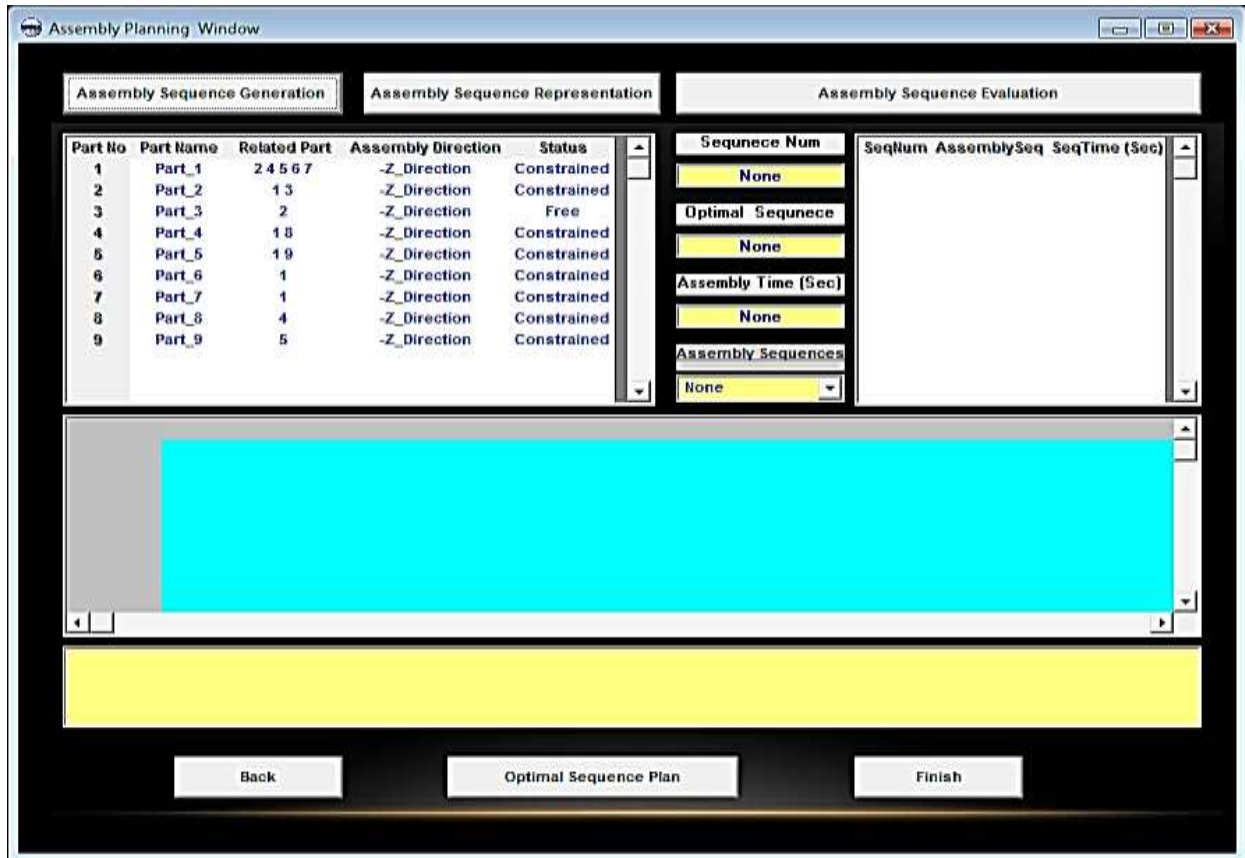 Assembly Planning Window
Assembly Sequence Generation
Assembly Sequence Representation
Assembly Sequence Evaluation
Part No Part Name Related Part Assembly Direction Status
1 Part_1 2 4 5 6 7 -Z_Direction Constrained
2 Part_2 1 3 -Z_Direction Constrained
3 Part_3 2 -Z_Direction Free
4 Part_4 1 8 -Z_Direction Constrained
5 Part_5 1 9 -Z_Direction Constrained
6 Part_6 1 -Z_Direction Constrained
7 Part_7 1 -Z_Direction Constrained
8 Part_8 4 -Z_Direction Constrained
9 Part_9 5 -Z_Direction Constrained
Sequnece Num
None
Optimal Sequnece
None
Assembly Time (Sec)
None
Assembly Sequences
None
SeqNum AssemblySeq SeqTime (Sec)
Back
Optimal Sequence Plan
Finish